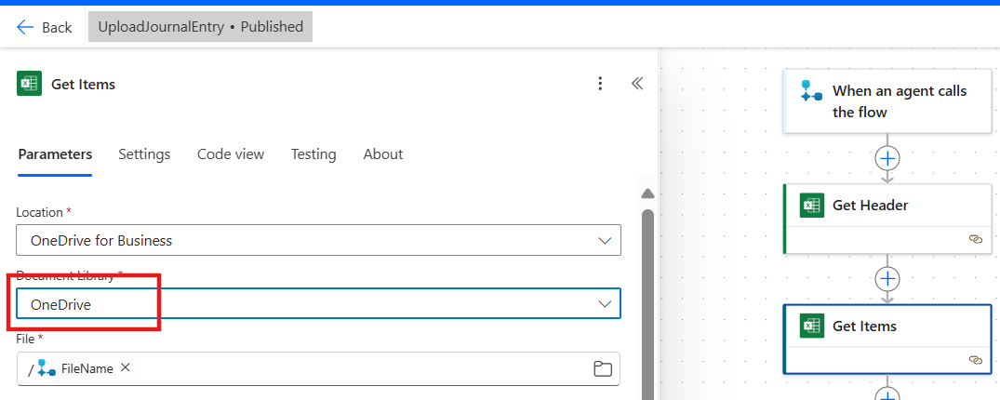 Back
UploadJournalEntry • Published
Get Items
Parameters
Settings
Code view
Testing
About
Location *
OneDrive for Business
Document Library *
OneDrive
File *
/ FileName ×
When an agent calls
the flow
Get Header
Get Items